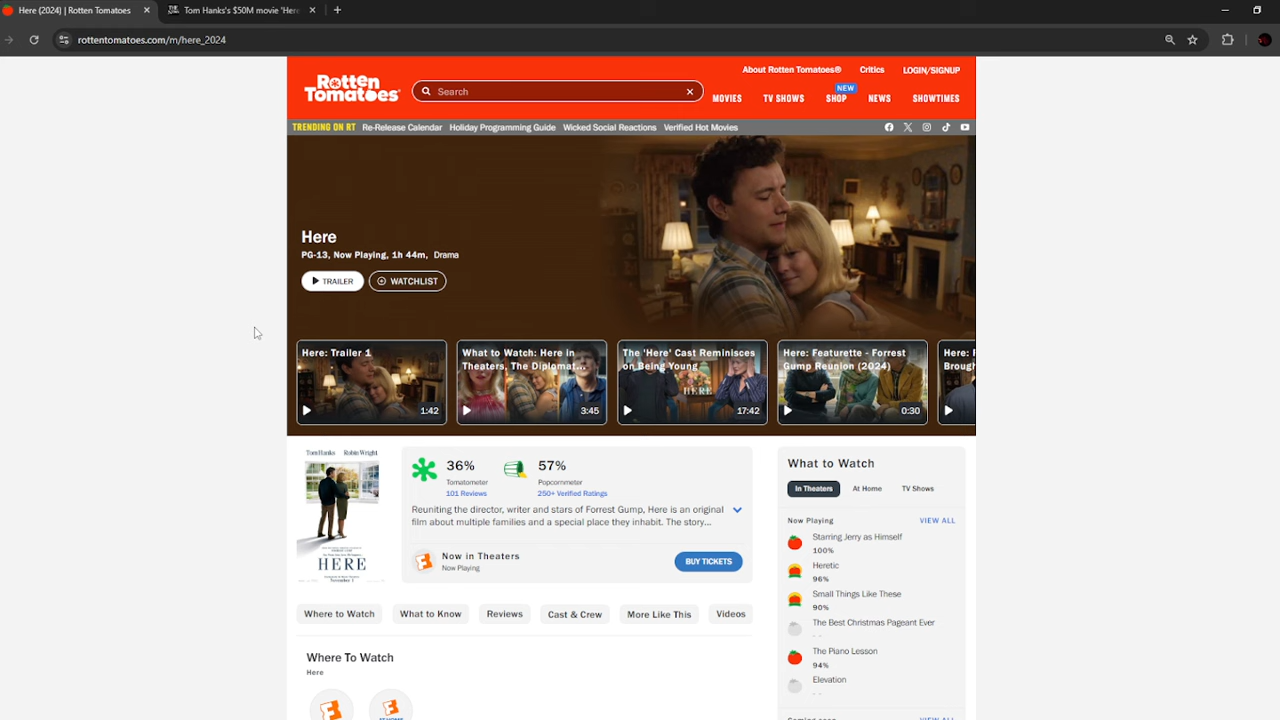 Here (2024) | Rotten Tomatoes
Tom Hanks's $50M movie 'Here
rottentomatoes.com/m/here_2024
About Rotten Tomatoes®
Critics
LOGIN/SIGNUP
Rotten
Tomatoes
Search
NEW
MOVIES
TV SHOWS
SHOP
NEWS
SHOWTIMES
TRENDING ON RT
Re-Release Calendar
Holiday Programming Guide
Wicked Social Reactions
Verified Hot Movies
Here
PG-13, Now Playing, 1h 44m, Drama
TRAILER
WATCHLIST
Here: Trailer 1
1:42
What to Watch: Here in
Theaters, The Diplomat...
3:45
The 'Here' Cast Reminisces
on Being Young
HERE
17:42
Here: Featurette - Forrest
Gump Reunion (2024)
0:30
Here: F
Brough
Tom Hanks Robin Wright
HERE
November 1
36%
Tomatometer
101 Reviews
57%
Popcornmeter
250+ Verified Ratings
Reuniting the director, writer and stars of Forrest Gump, Here is an original
film about multiple families and a special place they inhabit. The story...
Now in Theaters
Now Playing
BUY TICKETS
Where to Watch
What to Know
Reviews
Cast & Crew
More Like This
Videos
Where To Watch
Here
What to Watch
In Theaters
At Home
TV Shows
Now Playing
VIEW ALL
Starring Jerry as Himself
100%
Heretic
96%
Small Things Like These
90%
The Best Christmas Pageant Ever
- -
The Piano Lesson
94%
Elevation
- -
Coming soon
VIEW ALL